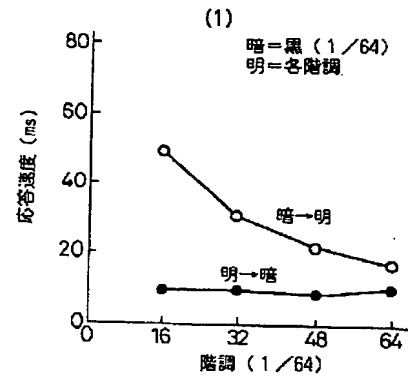 (1)
暗=黒(1/64)
明=各階調
80
60
40
20
0
応答速度(ms)
暗→明
明→暗
0 16 32 48 64
階調(1/64)